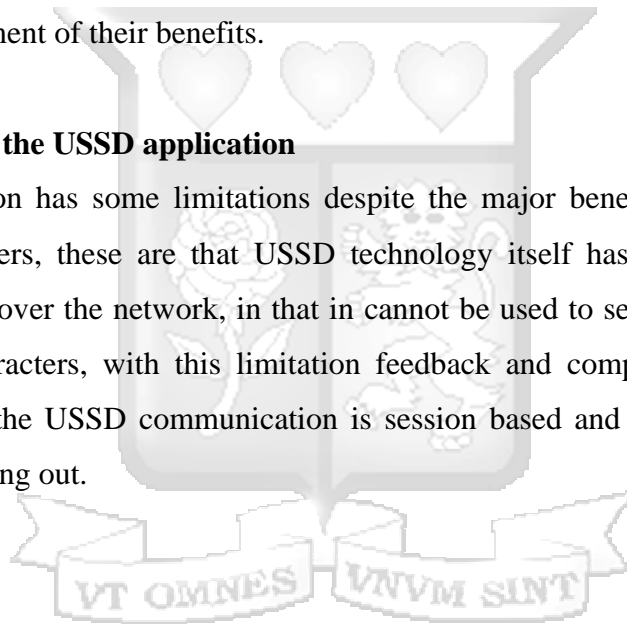 nent of their benefits.
the USSD application
on has some limitations despite the major bene
ers, these are that USSD technology itself has
over the network, in that in cannot be used to se
racters, with this limitation feedback and comp
the USSD communication is session based and
ng out.
VT OMNES VNVM SINT